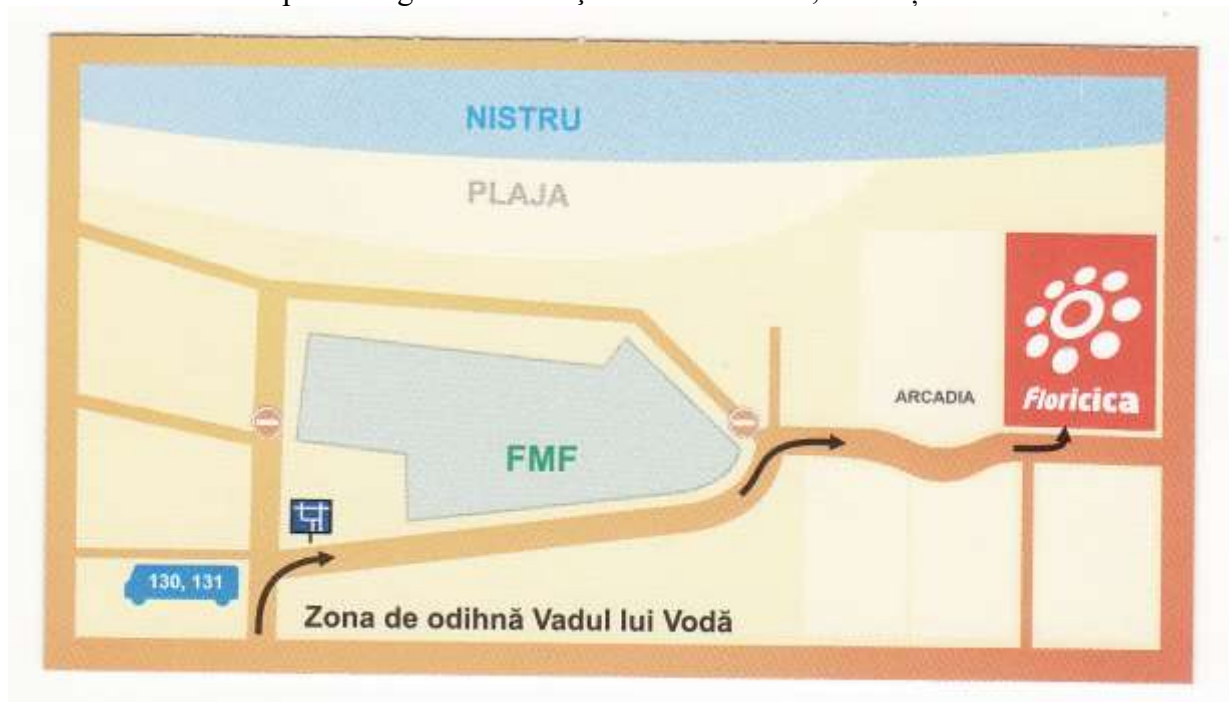 NISTRU
PLAJA
ARCADIA
Floricica
FMF
130, 131
Zona de odihnă Vadul lui Vodă